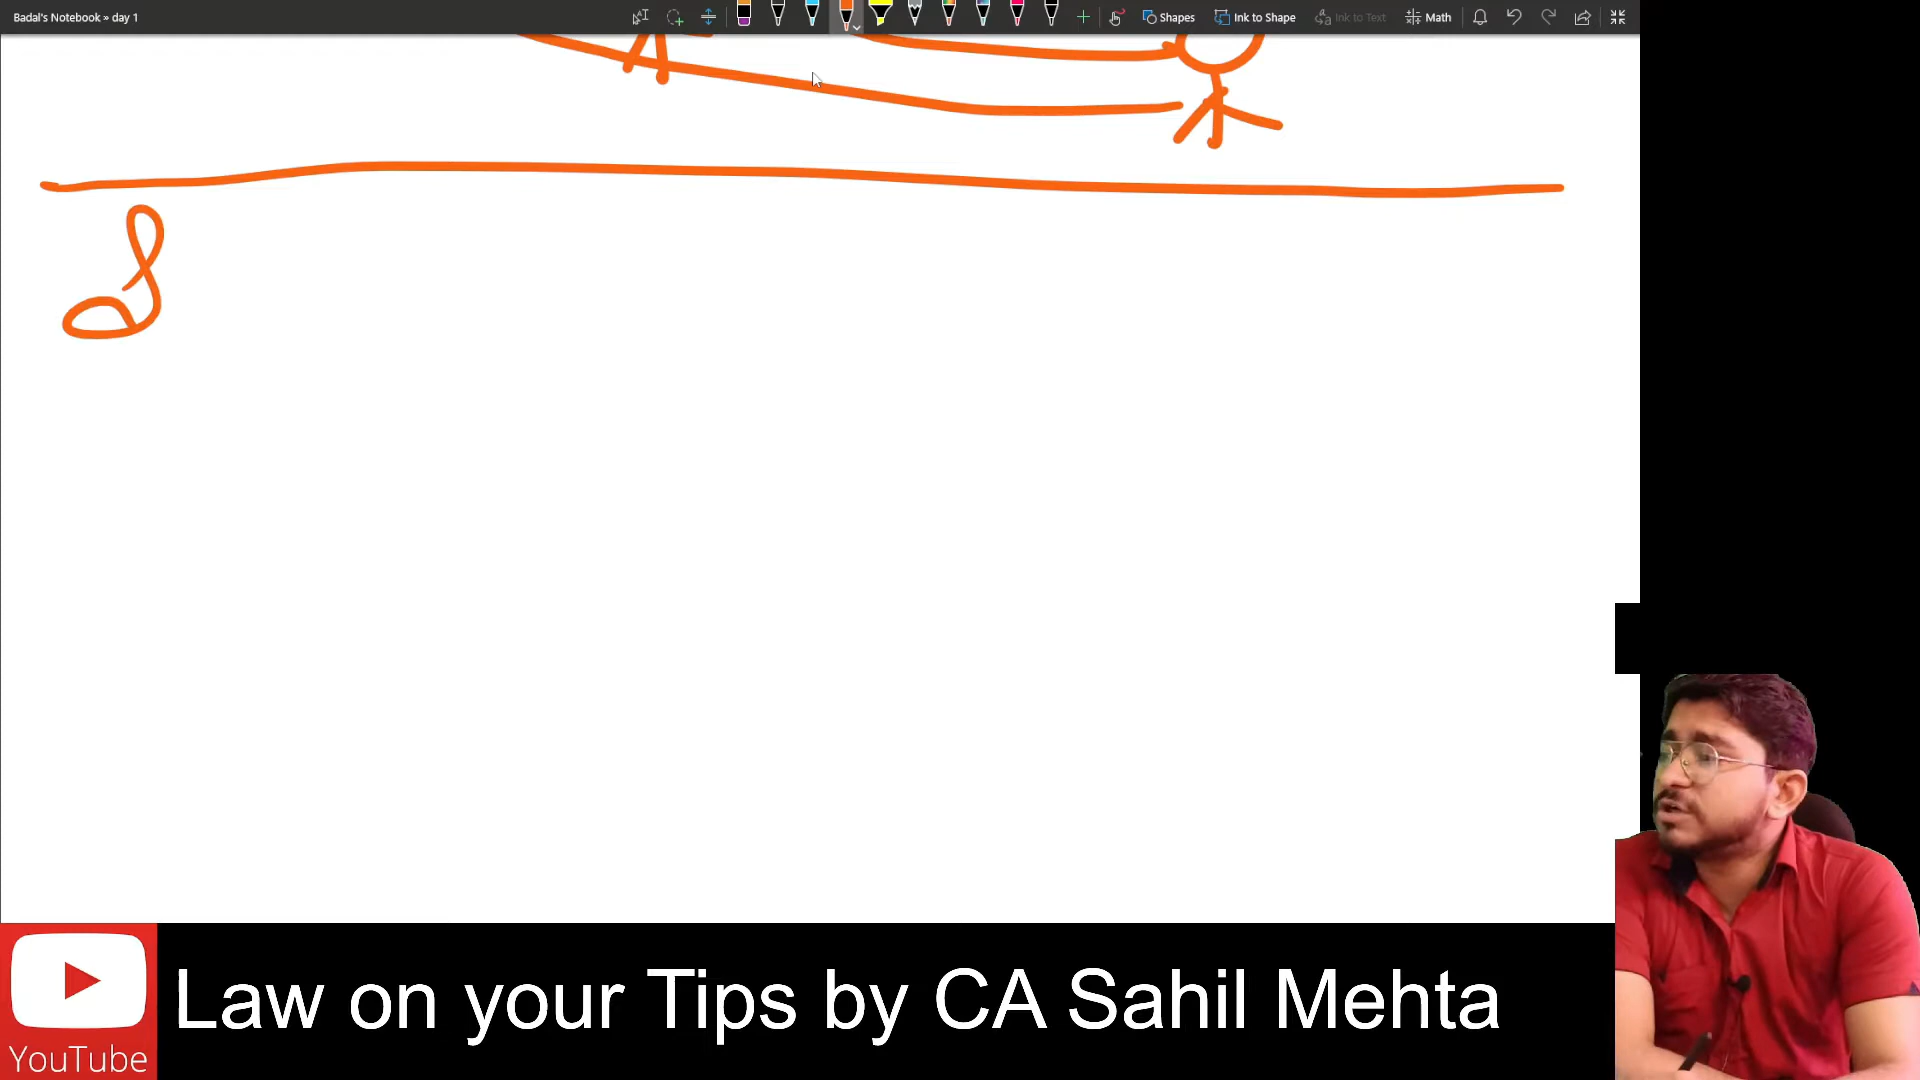 Badal's Notebook » day 1
Shapes
Ink to Shape
Ink to Text
Math
S
Law on your Tips by CA Sahil Mehta
YouTube